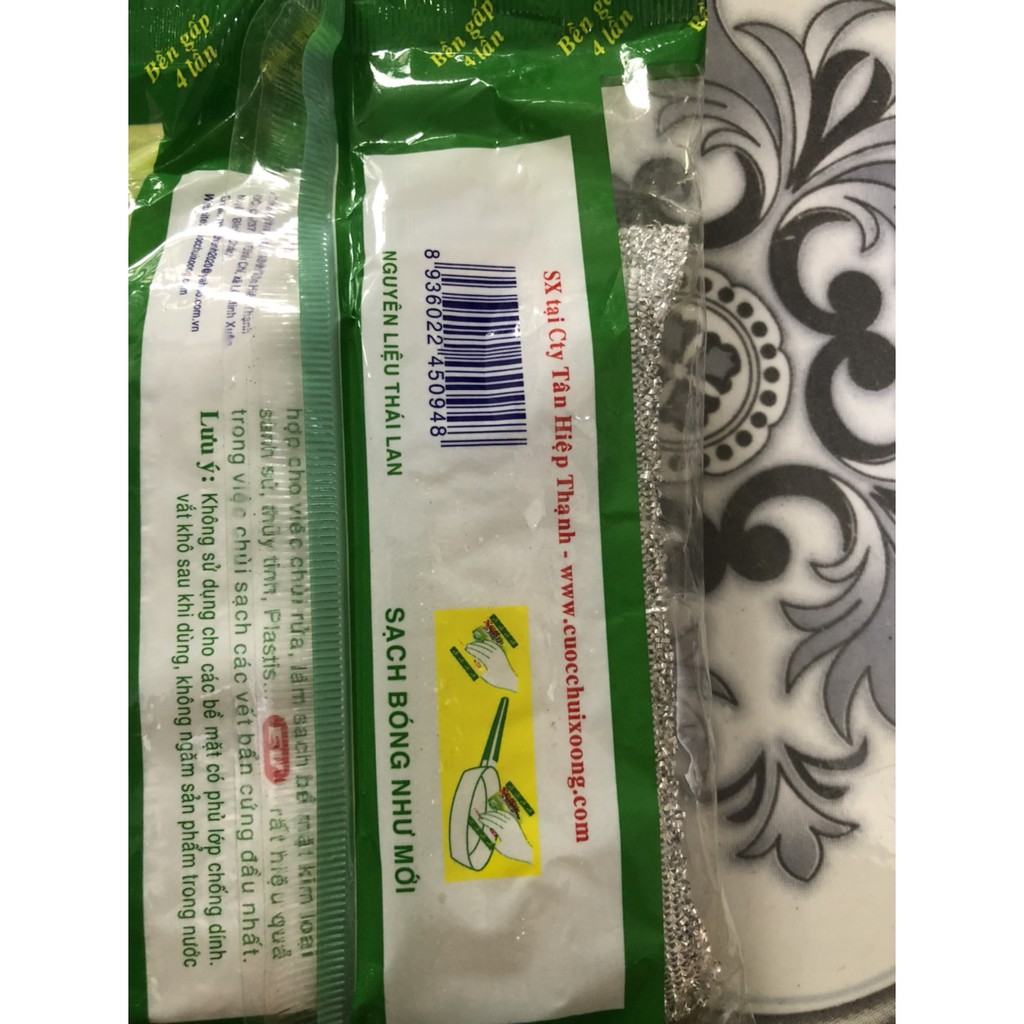 Bền gấp
4 lần
Bền gấp
4 lần
Bền
4 lần
SX tại Cty Tân Hiệp Thạnh - www.cuocchuixoong.com
8 936022 450948
NGUYÊN LIỆU THÁI LAN
SẠCH BÓNG NHƯ MỚI
hợp cho việc chùi rửa, làm sạch bề mặt kim loại
sành sứ, thủy tinh, Plastis... rất hiệu quả
trong việc chùi sạch các vết bẩn cứng đầu nhất.
Lưu ý: Không sử dụng cho các bề mặt có phủ lớp chống dính.
vắt khô sau khi dùng, không ngâm sản phẩm trong nước